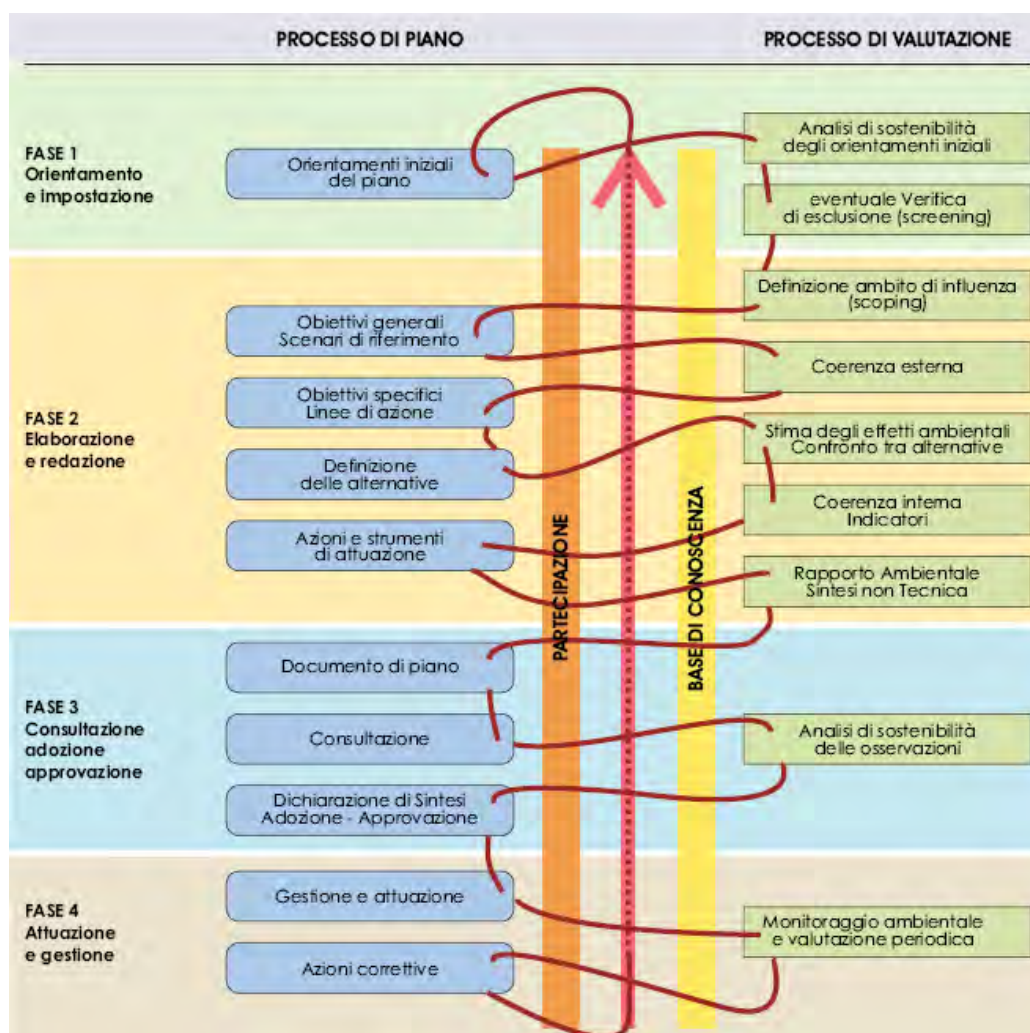 PROCESSO DI PIANO
PROCESSO DI VALUTAZIONE
FASE 1
Orientamento
e impostazione
Orientamenti iniziali
del piano
Analisi di sostenibilità
degli orientamenti iniziali
eventuale Verifica
di esclusione (screening)
FASE 2
Elaborazione
e redazione
Obiettivi generali
Scenari di riferimento
Obiettivi specifici
Linee di azione
Definizione
delle alternative
Azioni e strumenti
di attuazione
PARTECIPAZIONE
BASE DI CONOSCENZA
Definizione ambito di influenza
(scoping)
Coerenza esterna
Stima degli effetti ambientali
Confronto tra alternative
Coerenza interna
Indicatori
Rapporto Ambientale
Sintesi non Tecnica
FASE 3
Consultazione
adozione
approvazione
Documento di piano
Consultazione
Dichiarazione di Sintesi
Adozione - Approvazione
Analisi di sostenibilità
delle osservazioni
FASE 4
Attuazione
e gestione
Gestione e attuazione
Azioni correttive
Monitoraggio ambientale
e valutazione periodica